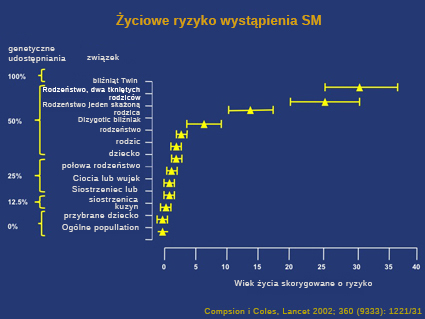 Życiowe ryzyko wystąpienia SM
genetyczne
udostępniania
związek
100%
bliźniąt Twin
Rodzeństwo, dwa tkniętych
rodziców
Rodzeństwo jeden skażoną
rodzica
50%
Dizygotic bliźniak
rodzeństwo
rodzic
dziecko
połowa rodzeństwo
25%
Ciocia lub wujek
Siostrzeniec lub
siostrzenica
12.5%
kuzyn
przybrane dziecko
0%
Ogólne popullation
0 5 10 15 20 25 30 35 40
Wiek życia skorygowane o ryzyko
Compsion i Coles, Lancet 2002; 360 (9333): 1221/31